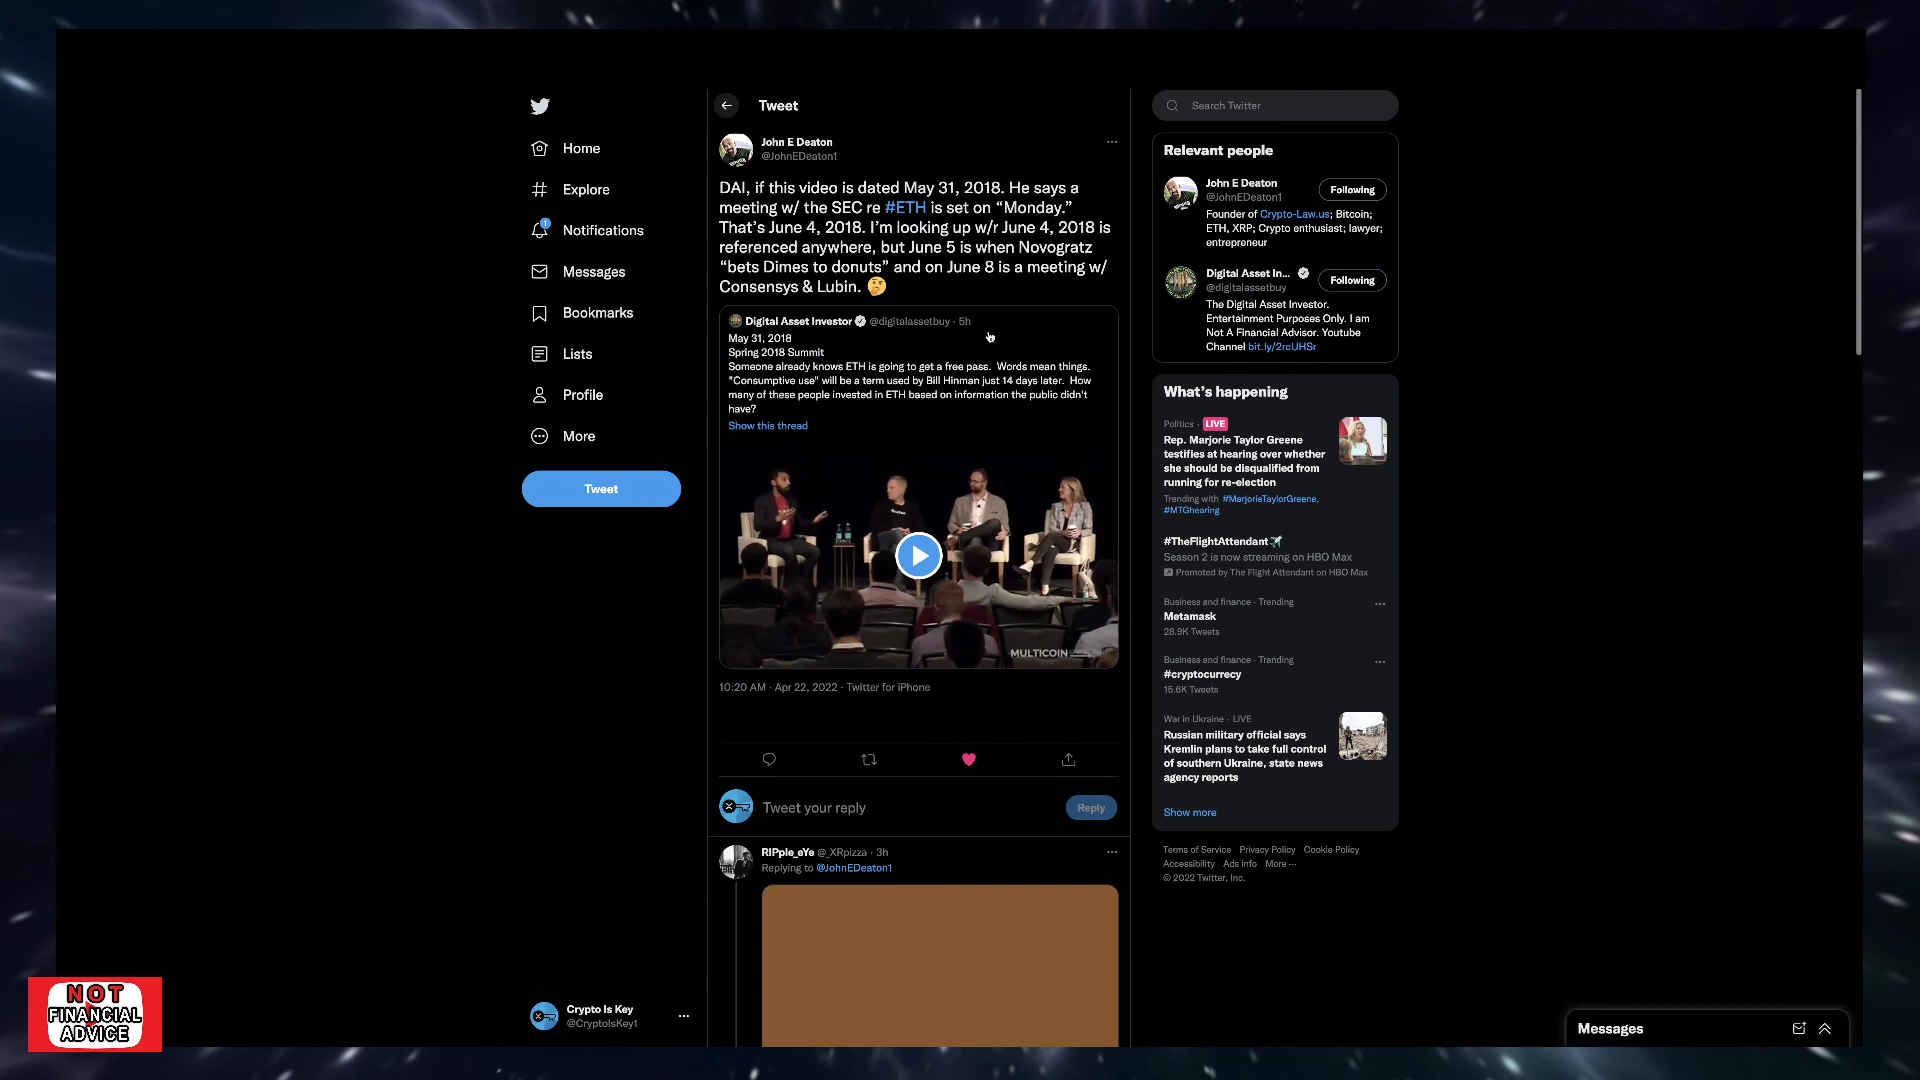 Home
Explore
1
Notifications
Messages
Bookmarks
Lists
Profile
More
Tweet
Crypto Is Key
@CryptoIsKey1
Tweet
John E Deaton
@JohnEDeaton1
DAI, if this video is dated May 31, 2018. He says a
meeting w/ the SEC re #ETH is set on “Monday.”
That’s June 4, 2018. I’m looking up w/r June 4, 2018 is
referenced anywhere, but June 5 is when Novogratz
“bets Dimes to donuts” and on June 8 is a meeting w/
Consensys & Lubin. 🤔
Digital Asset Investor @digitalassetbuy · 5h
May 31, 2018
Spring 2018 Summit
Someone already knows ETH is going to get a free pass. Words mean things.
"Consumptive use" will be a term used by Bill Hinman just 14 days later. How
many of these people invested in ETH based on information the public didn't
have?
Show this thread
MULTICOIN
10:20 AM · Apr 22, 2022 · Twitter for iPhone
Tweet your reply
Reply
RIPple_eYe @_XRpizza · 3h
Replying to @JohnEDeaton1
Search Twitter
Relevant people
John E Deaton
@JohnEDeaton1
Following
Founder of Crypto-Law.us; Bitcoin;
ETH, XRP; Crypto enthusiast; lawyer;
entrepreneur
Digital Asset In...
@digitalassetbuy
Following
The Digital Asset Investor.
Entertainment Purposes Only. I am
Not A Financial Advisor. Youtube
Channel bit.ly/2rcUHSr
What’s happening
Politics · LIVE
Rep. Marjorie Taylor Greene
testifies at hearing over whether
she should be disqualified from
running for re-election
Trending with #MarjorieTaylorGreene,
#MTGhearing
#TheFlightAttendant
Season 2 is now streaming on HBO Max
Promoted by The Flight Attendant on HBO Max
Business and finance · Trending
Metamask
28.9K Tweets
Business and finance · Trending
#cryptocurrecy
15.6K Tweets
War in Ukraine · LIVE
Russian military official says
Kremlin plans to take full control
of southern Ukraine, state news
agency reports
Show more
Terms of Service Privacy Policy Cookie Policy
Accessibility Ads info More ···
© 2022 Twitter, Inc.
Messages
NOT
FINANCIAL
ADVICE